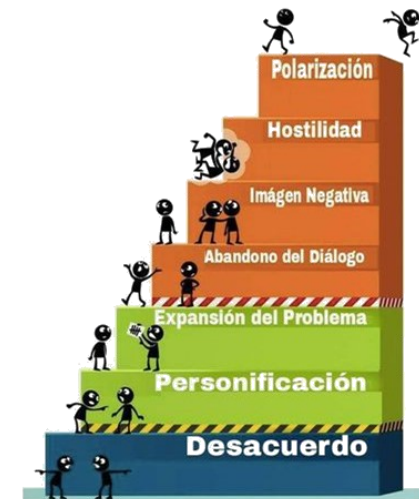 Polarización
Hostilidad
Imágen Negativa
Abandono del Diálogo
Expansión del Problema
Personificación
Desacuerdo